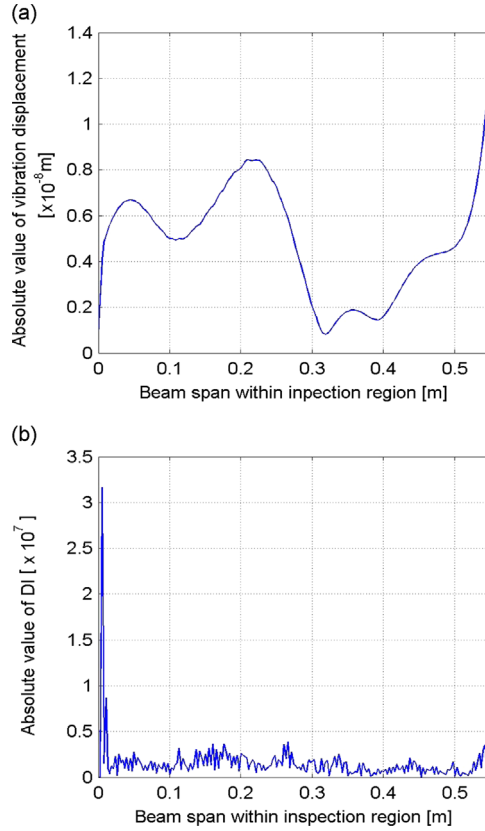 (a)
1.4
1.2
1
0.8
0.6
0.4
0.2
0
Absolute value of vibration displacement
[x10⁻⁸m]
0 0.1 0.2 0.3 0.4 0.5
Beam span within inpection region [m]
(b)
3.5
3
2.5
2
1.5
1
0.5
0
Absolute value of DI [ x 10⁷ ]
0 0.1 0.2 0.3 0.4 0.5
Beam span within inspection region [m]